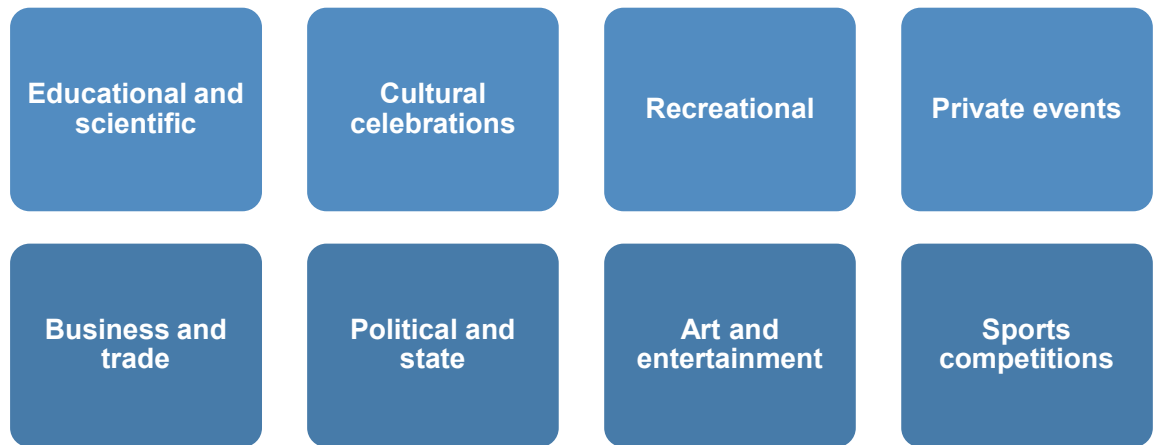 Educational and
scientific
Cultural
celebrations
Recreational
Private events
Business and
trade
Political and
state
Art and
entertainment
Sports
competitions